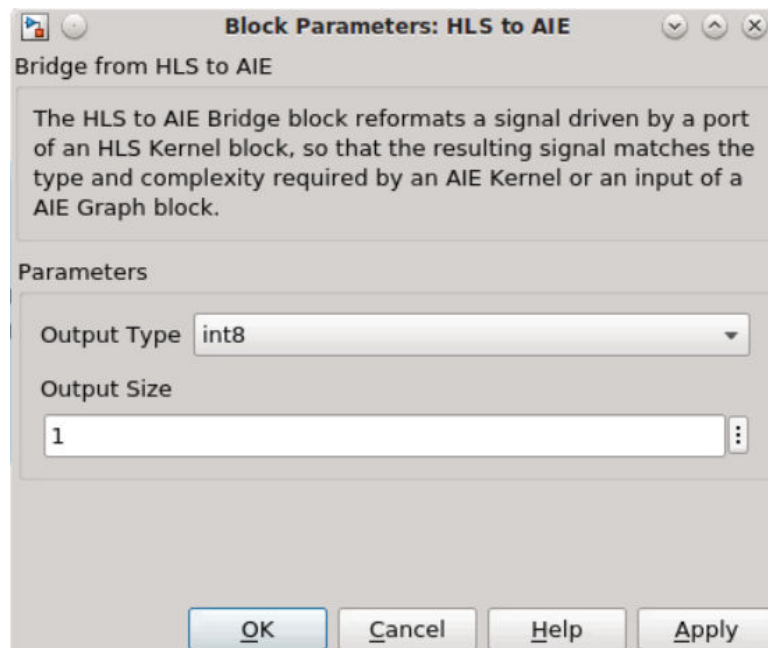 Block Parameters: HLS to AIE
Bridge from HLS to AIE
The HLS to AIE Bridge block reformats a signal driven by a port
of an HLS Kernel block, so that the resulting signal matches the
type and complexity required by an AIE Kernel or an input of a
AIE Graph block.
Parameters
Output Type int8
Output Size
1
OK Cancel Help Apply